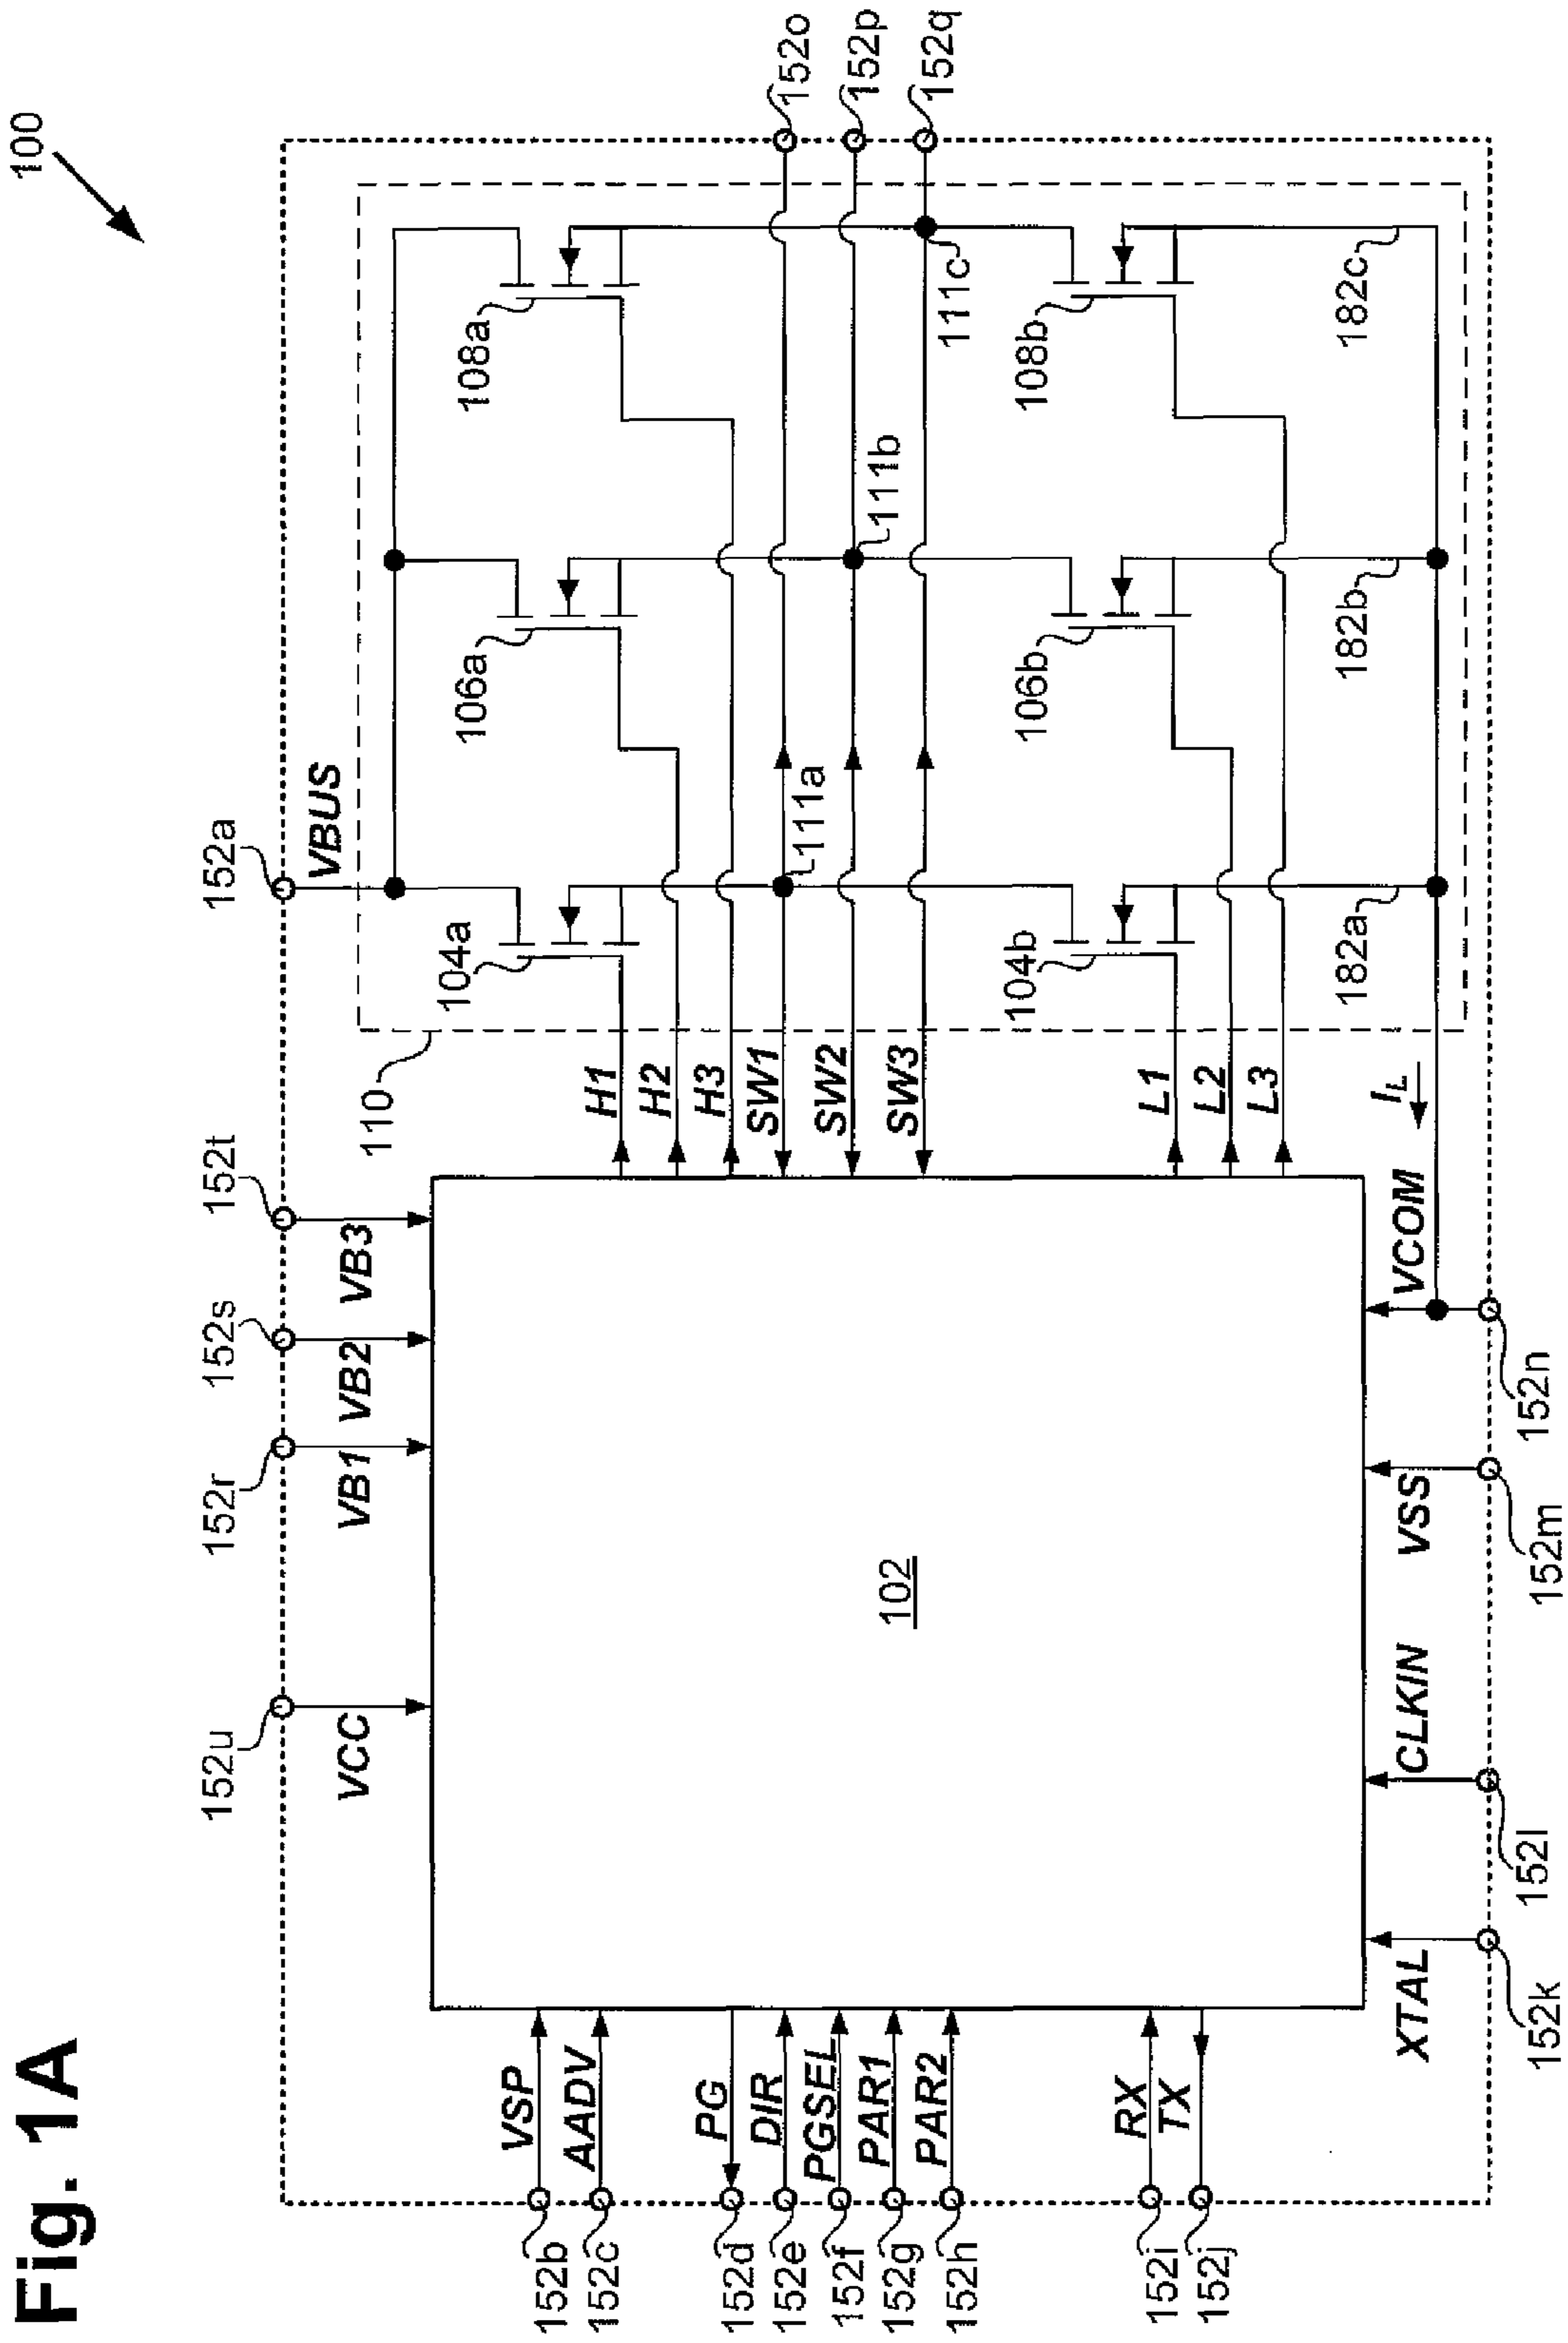 Fig. 1A
100
152u
152r
152s
152t
152a
VCC
VB1
VB2
VB3
VBUS
110
104a
106a
108a
152b
VSP
152c
AADV
152d
PG
152e
DIR
152f
PGSEL
152g
PAR1
152h
PAR2
152i
RX
152j
TX
102
H1
H2
H3
SW1
SW2
SW3
L1
L2
L3
111a
111b
111c
152o
152p
152q
104b
106b
108b
182a
182b
182c
IL
XTAL
CLKIN
VSS
VCOM
152k
152l
152m
152n